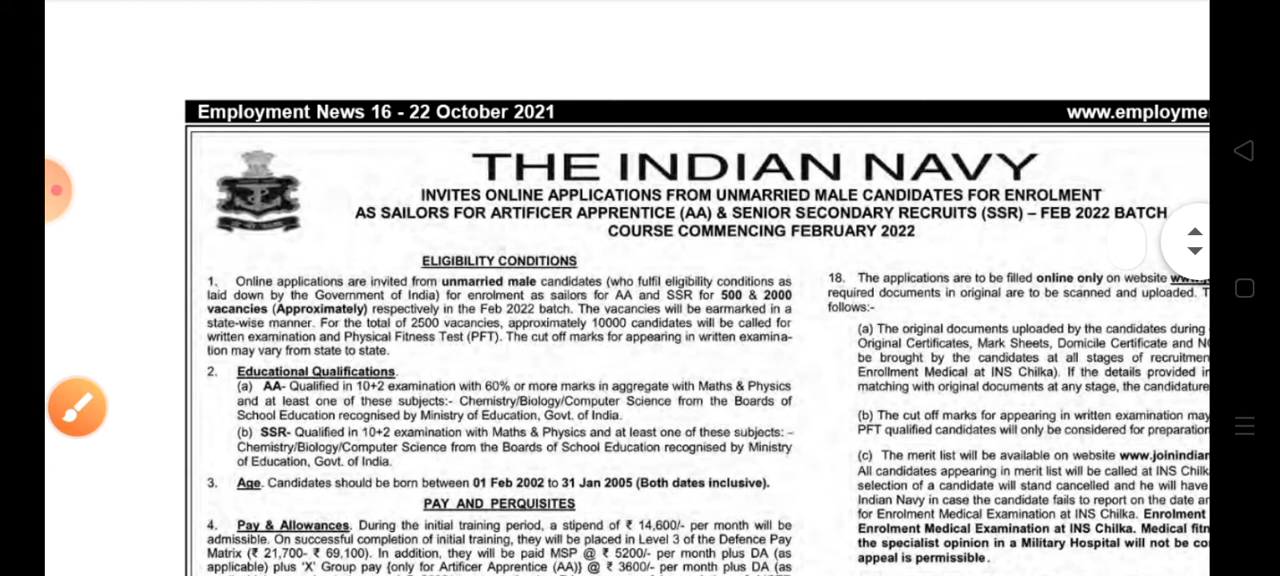 Employment News 16 - 22 October 2021
www.employme
THE INDIAN NAVY
INVITES ONLINE APPLICATIONS FROM UNMARRIED MALE CANDIDATES FOR ENROLMENT
AS SAILORS FOR ARTIFICER APPRENTICE (AA) & SENIOR SECONDARY RECRUITS (SSR) – FEB 2022 BATCH
COURSE COMMENCING FEBRUARY 2022
ELIGIBILITY CONDITIONS
1. Online applications are invited from unmarried male candidates (who fulfil eligibility conditions as
laid down by the Government of India) for enrolment as sailors for AA and SSR for 500 & 2000
vacancies (Approximately) respectively in the Feb 2022 batch. The vacancies will be earmarked in a
state-wise manner. For the total of 2500 vacancies, approximately 10000 candidates will be called for
written examination and Physical Fitness Test (PFT). The cut off marks for appearing in written examina-
tion may vary from state to state.
2. Educational Qualifications.
(a) AA- Qualified in 10+2 examination with 60% or more marks in aggregate with Maths & Physics
and at least one of these subjects:- Chemistry/Biology/Computer Science from the Boards of
School Education recognised by Ministry of Education, Govt. of India.
(b) SSR- Qualified in 10+2 examination with Maths & Physics and at least one of these subjects: –
Chemistry/Biology/Computer Science from the Boards of School Education recognised by Ministry
of Education, Govt. of India.
3. Age. Candidates should be born between 01 Feb 2002 to 31 Jan 2005 (Both dates inclusive).
PAY AND PERQUISITES
4. Pay & Allowances. During the initial training period, a stipend of ₹ 14,600/- per month will be
admissible. On successful completion of initial training, they will be placed in Level 3 of the Defence Pay
Matrix (₹ 21,700- ₹ 69,100). In addition, they will be paid MSP @ ₹ 5200/- per month plus DA (as
applicable) plus 'X' Group pay {only for Artificer Apprentice (AA)} @ ₹ 3600/- per month plus DA (as
18. The applications are to be filled online only on website
required documents in original are to be scanned and uploaded. T
follows:-
(a) The original documents uploaded by the candidates during
Original Certificates, Mark Sheets, Domicile Certificate and N
be brought by the candidates at all stages of recruitmen
Enrollment Medical at INS Chilka). If the details provided in
matching with original documents at any stage, the candidature
(b) The cut off marks for appearing in written examination may
PFT qualified candidates will only be considered for preparation
(c) The merit list will be available on website www.joinindian
All candidates appearing in merit list will be called at INS Chilk
selection of a candidate will stand cancelled and he will have
Indian Navy in case the candidate fails to report on the date an
for Enrolment Medical Examination at INS Chilka. Enrolment
Enrolment Medical Examination at INS Chilka. Medical fitn
the specialist opinion in a Military Hospital will not be co
appeal is permissible.